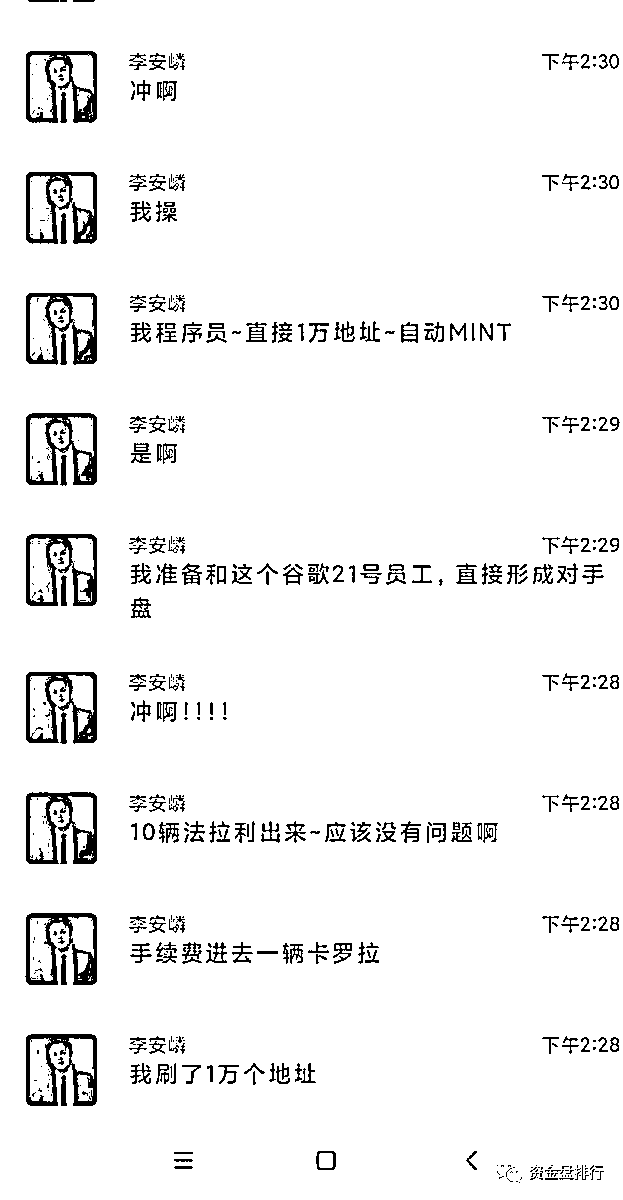 李安嶙 下午2:30
冲啊
李安嶙 下午2:30
我操
李安嶙 下午2:30
我程序员~直接1万地址~自动MINT
李安嶙 下午2:29
是啊
李安嶙 下午2:29
我准备和这个谷歌21号员工，直接形成对手
盘
李安嶙 下午2:28
冲啊!!!!
李安嶙 下午2:28
10辆法拉利出来~应该没有问题啊
李安嶙 下午2:28
手续费进去一辆卡罗拉
李安嶙 下午2:28
我刷了1万个地址
资金盘排行